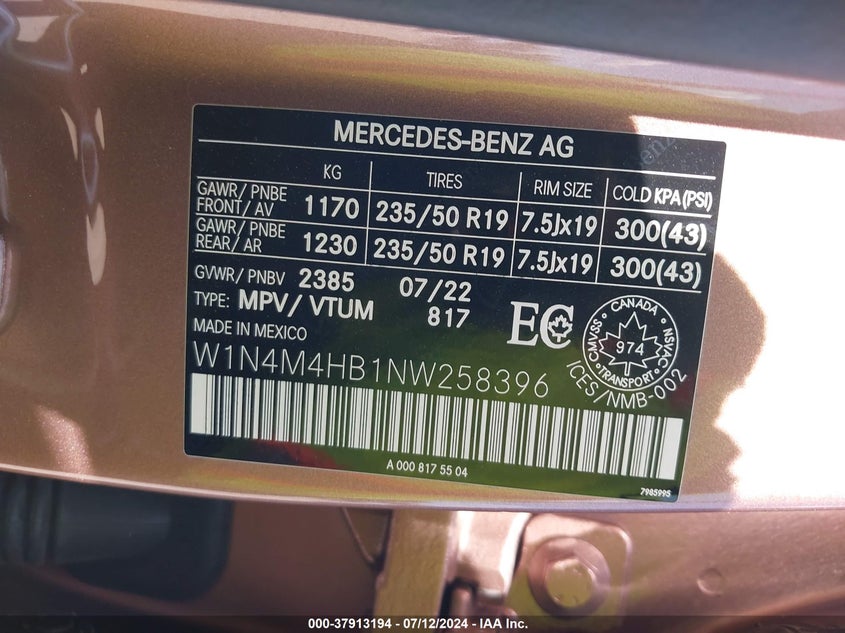 MERCEDES-BENZ AG
KG TIRES RIM SIZE COLD KPA (PSI)
GAWR / PNBE FRONT / AV 1170 235/50 R19 7.5Jx19 300(43)
GAWR / PNBE REAR / AR 1230 235/50 R19 7.5Jx19 300(43)
GVWR / PNBV 2385 07/22
TYPE: MPV/ VTUM 817
MADE IN MEXICO
EC
CANADA
CMVSS 974 NSVAC
TRANSPORT
ICES/NMB-002
W1N4M4HB1NW258396
A 000 817 55 04
7985995
000-37913194 - 07/12/2024 - IAA Inc.